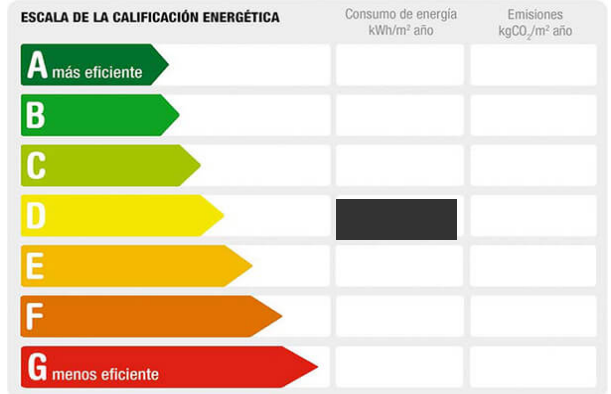 ESCALA DE LA CALIFICACIÓN ENERGÉTICA
Consumo de energía
kWh/m² año
Emisiones
kgCO₂/m² año
A más eficiente
B
C
D
E
F
G menos eficiente